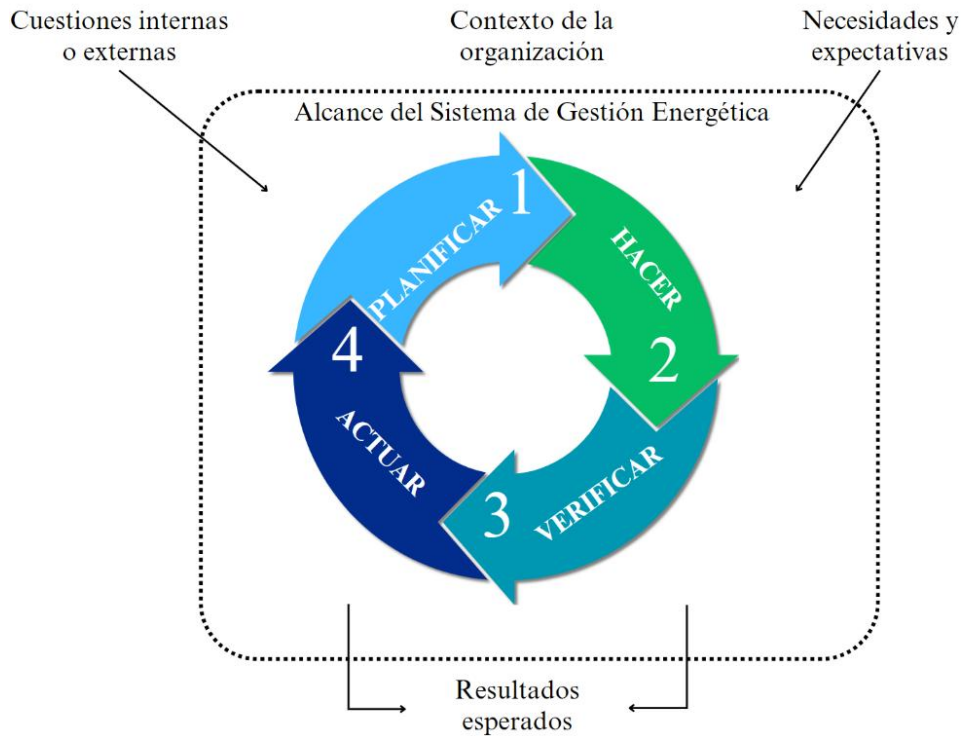 Cuestiones internas
o externas
Contexto de la
organización
Necesidades y
expectativas
Alcance del Sistema de Gestión Energética
1
PLANIFICAR
HACER
2
3
VERIFICAR
4
ACTUAR
Resultados
esperados